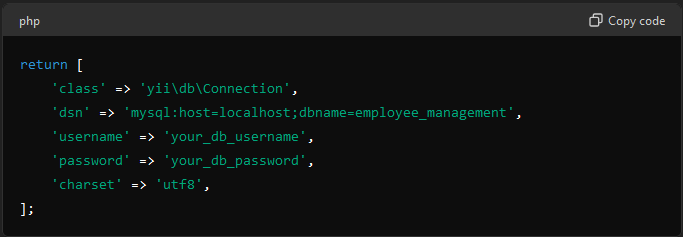 php
Copy code
return [
    'class' => 'yii\db\Connection',
    'dsn' => 'mysql:host=localhost;dbname=employee_management',
    'username' => 'your_db_username',
    'password' => 'your_db_password',
    'charset' => 'utf8',
];